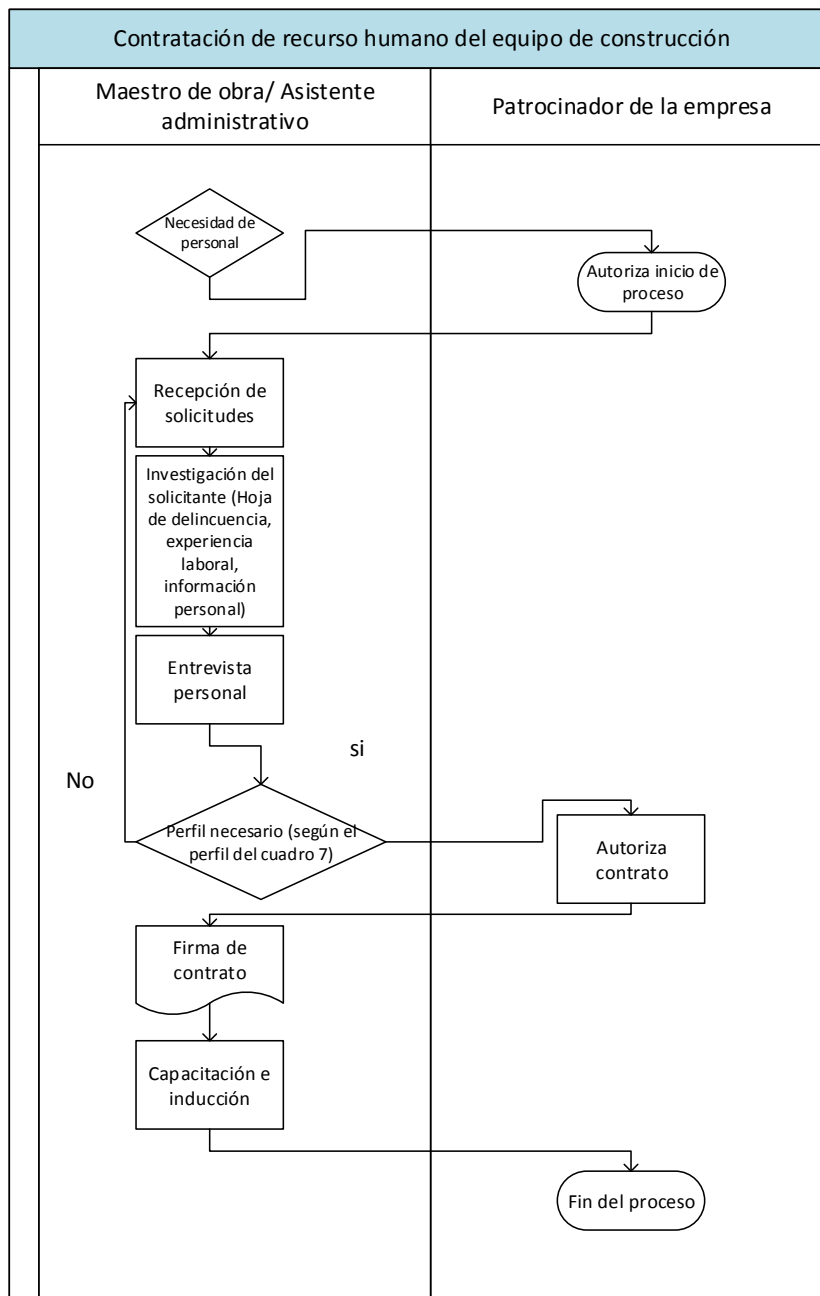 Contratación de recurso humano del equipo de construcción
Maestro de obra/ Asistente
administrativo
Patrocinador de la empresa
Necesidad de
personal
Autoriza inicio de
proceso
Recepción de
solicitudes
Investigación del
solicitante (Hoja
de delincuencia,
experiencia
laboral,
información
personal)
Entrevista
personal
si
No
Perfil necesario (según el
perfil del cuadro 7)
Autoriza
contrato
Firma de
contrato
Capacitación e
inducción
Fin del proceso